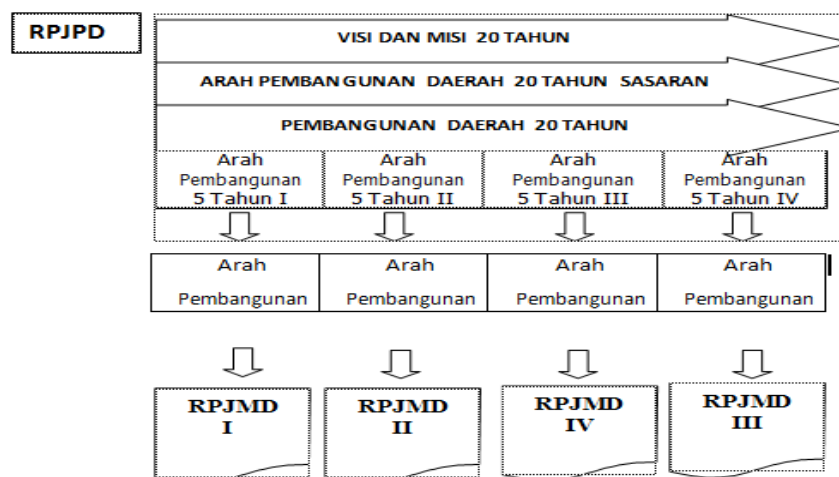 RPJPD
VISI DAN MISI 20 TAHUN
ARAH PEMBANGUNAN DAERAH 20 TAHUN SASARAN
PEMBANGUNAN DAERAH 20 TAHUN
Arah
Pembangunan
5 Tahun I
Arah
Pembangunan
5 Tahun II
Arah
Pembangunan
5 Tahun III
Arah
Pembangunan
5 Tahun IV
Arah
Pembangunan
Arah
Pembangunan
Arah
Pembangunan
Arah
Pembangunan
RPJMD
I
RPJMD
II
RPJMD
IV
RPJMD
III